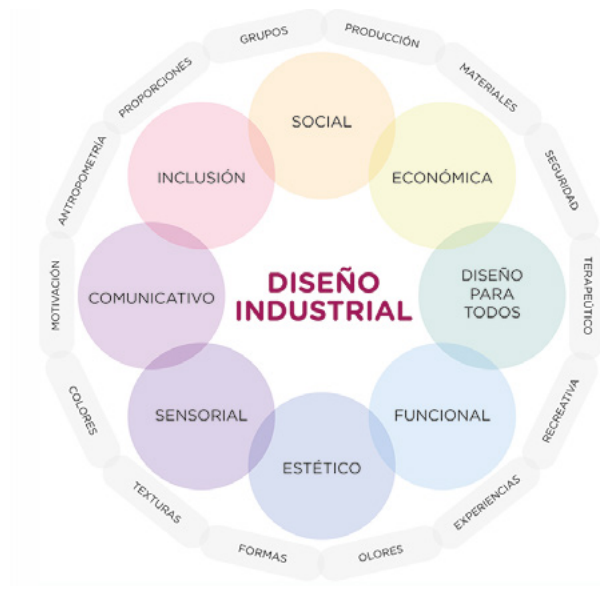 GRUPOS
PRODUCCIÓN
MATERIALES
SEGURIDAD
TERAPEÚTICO
RECREATIVA
EXPERIENCIAS
OLORES
FORMAS
TEXTURAS
COLORES
MOTIVACIÓN
ANTROPOMETRÍA
PROPORCIONES
SOCIAL
ECONÓMICA
DISEÑO
PARA
TODOS
FUNCIONAL
ESTÉTICO
SENSORIAL
COMUNICATIVO
INCLUSIÓN
DISEÑO
INDUSTRIAL